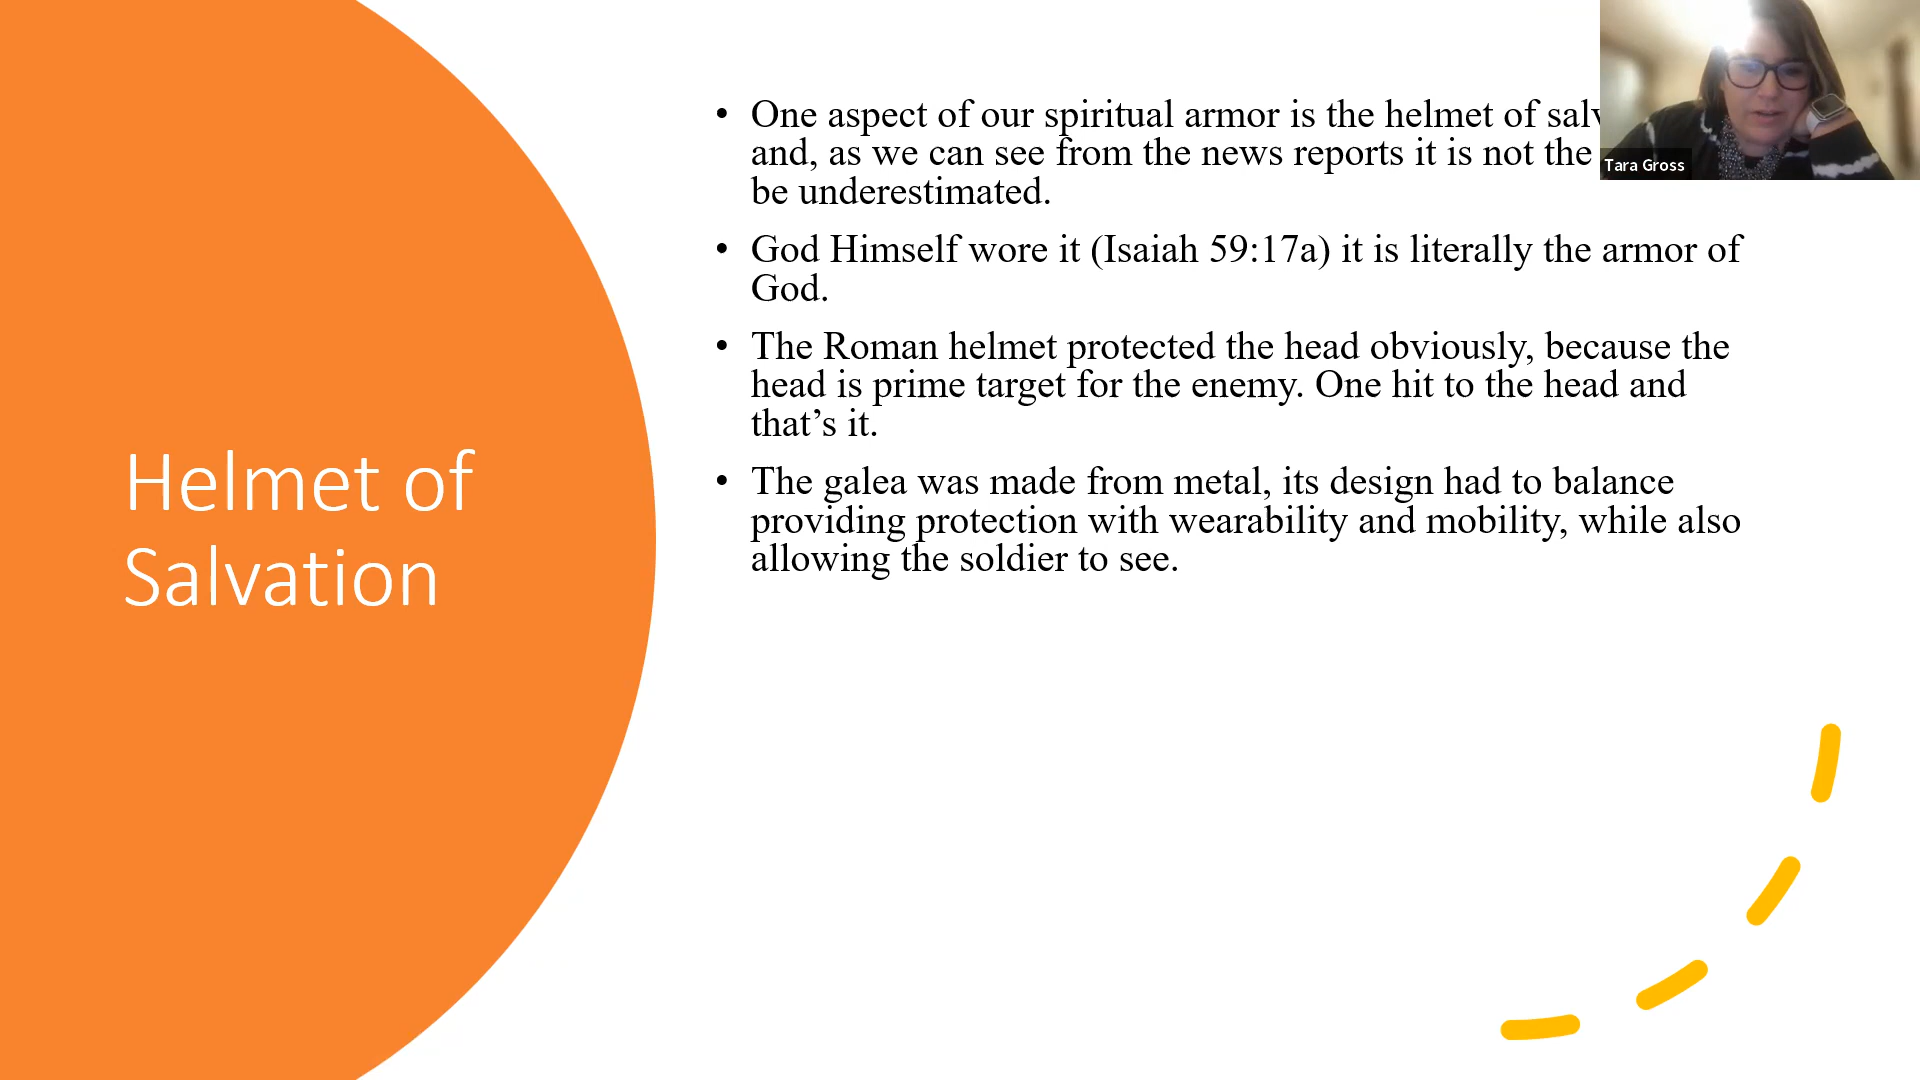 Helmet of
Salvation
• One aspect of our spiritual armor is the helmet of
and, as we can see from the news reports it is not the
be underestimated.
• God Himself wore it (Isaiah 59:17a) it is literally the armor of
God.
• The Roman helmet protected the head obviously, because the
head is prime target for the enemy. One hit to the head and
that’s it.
• The galea was made from metal, its design had to balance
providing protection with wearability and mobility, while also
allowing the soldier to see.
Tara Gross